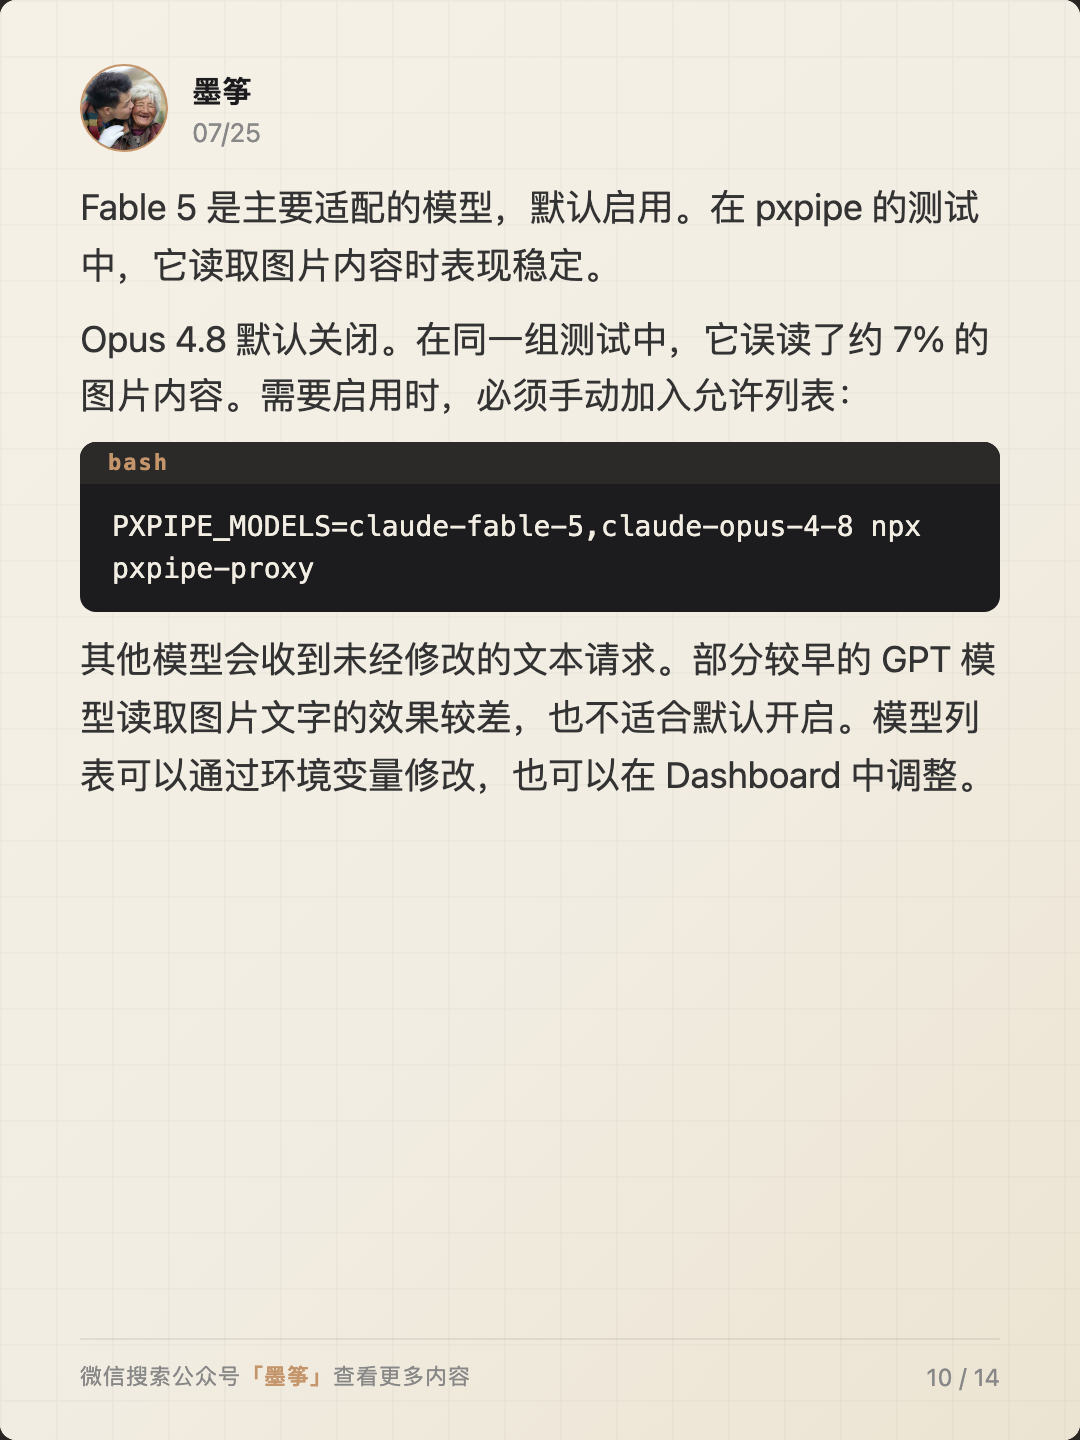 墨筝
07/25
Fable 5 是主要适配的模型，默认启用。在 pxpipe 的测试
中，它读取图片内容时表现稳定。
Opus 4.8 默认关闭。在同一组测试中，它误读了约 7% 的
图片内容。需要启用时，必须手动加入允许列表：
bash
PXPIPE_MODELS=claude-fable-5,claude-opus-4-8 npx
pxpipe-proxy
其他模型会收到未经修改的文本请求。部分较早的 GPT 模
型读取图片文字的效果较差，也不适合默认开启。模型列
表可以通过环境变量修改，也可以在 Dashboard 中调整。
微信搜索公众号「墨筝」查看更多内容
10 / 14